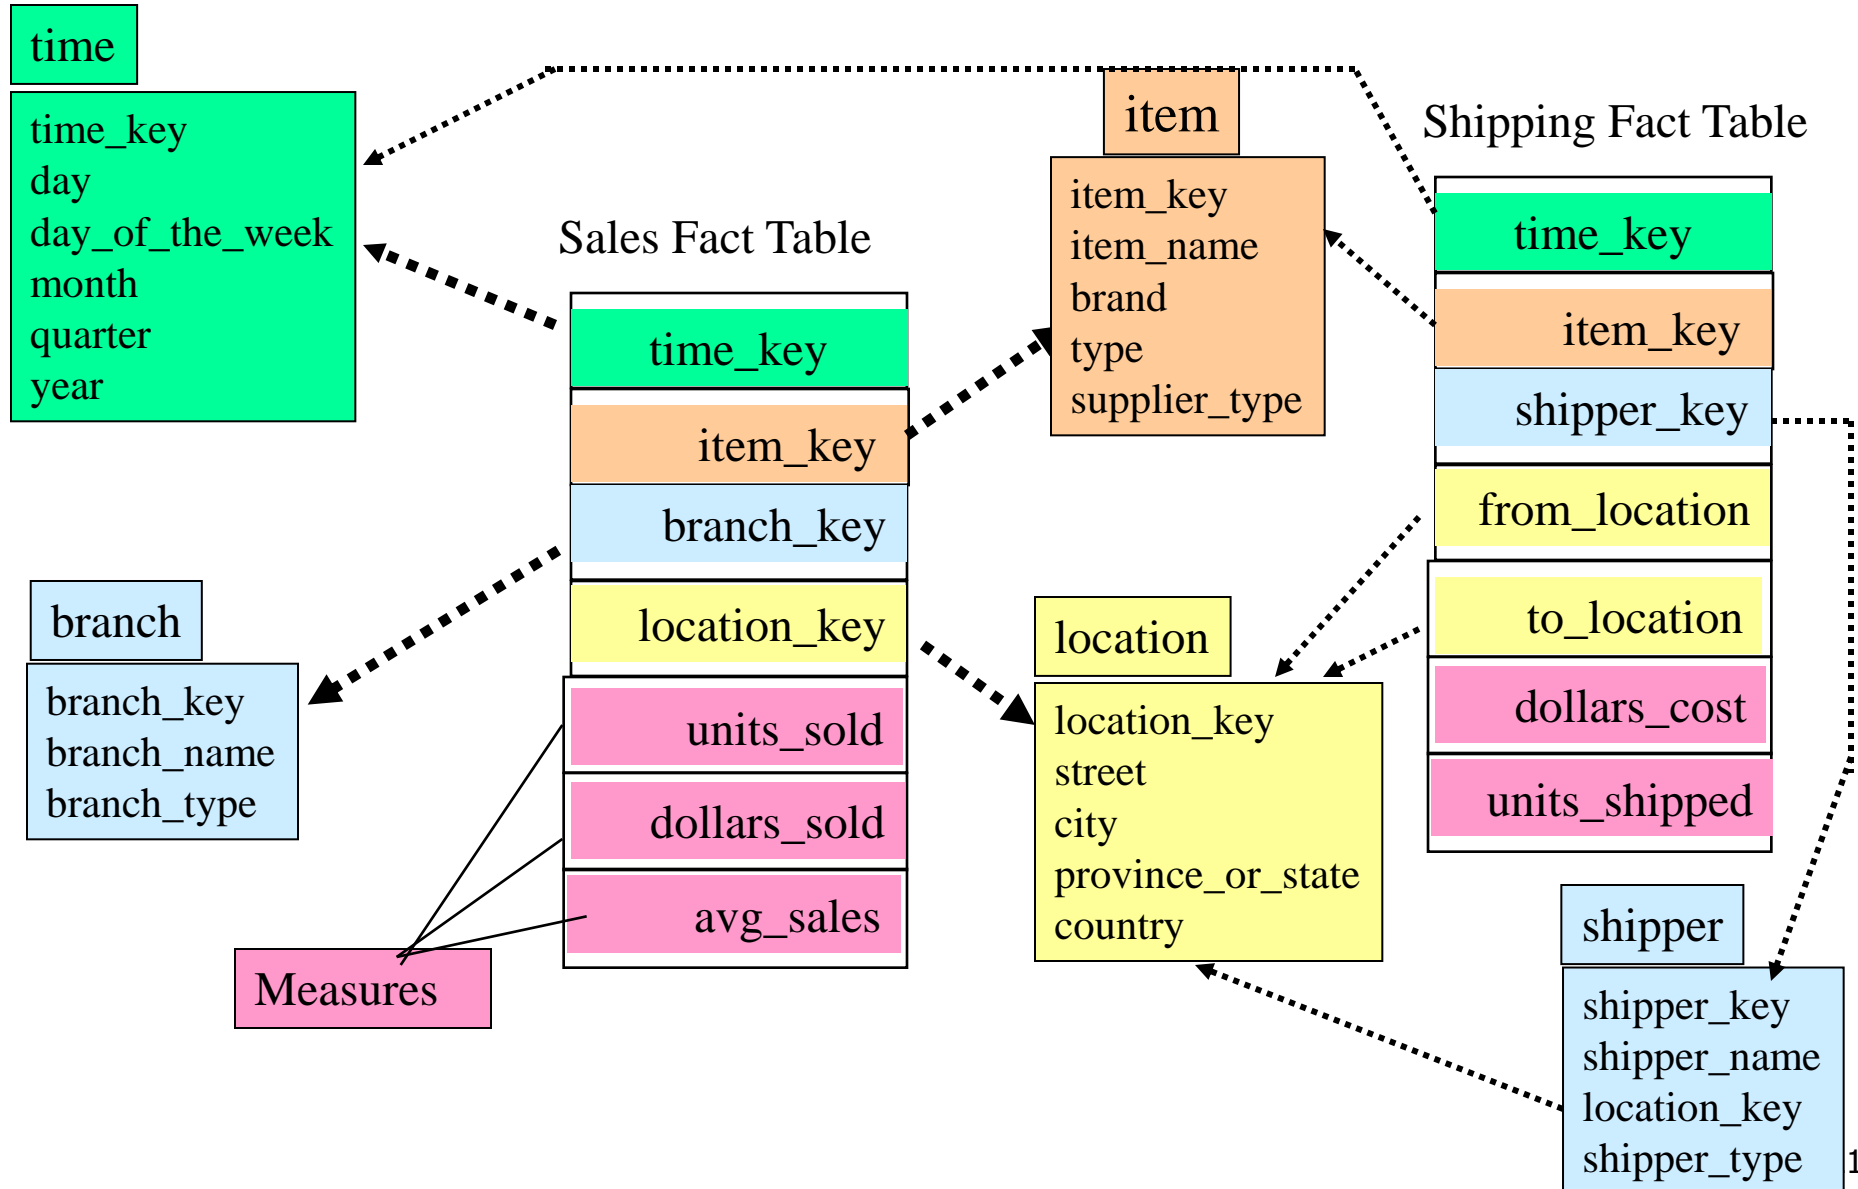 time
time_key
day
day_of_the_week
month
quarter
year
Sales Fact Table
time_key
item_key
branch_key
location_key
units_sold
dollars_sold
avg_sales
Measures
branch
branch_key
branch_name
branch_type
item
item_key
item_name
brand
type
supplier_type
location
location_key
street
city
province_or_state
country
Shipping Fact Table
time_key
item_key
shipper_key
from_location
to_location
dollars_cost
units_shipped
shipper
shipper_key
shipper_name
location_key
shipper_type